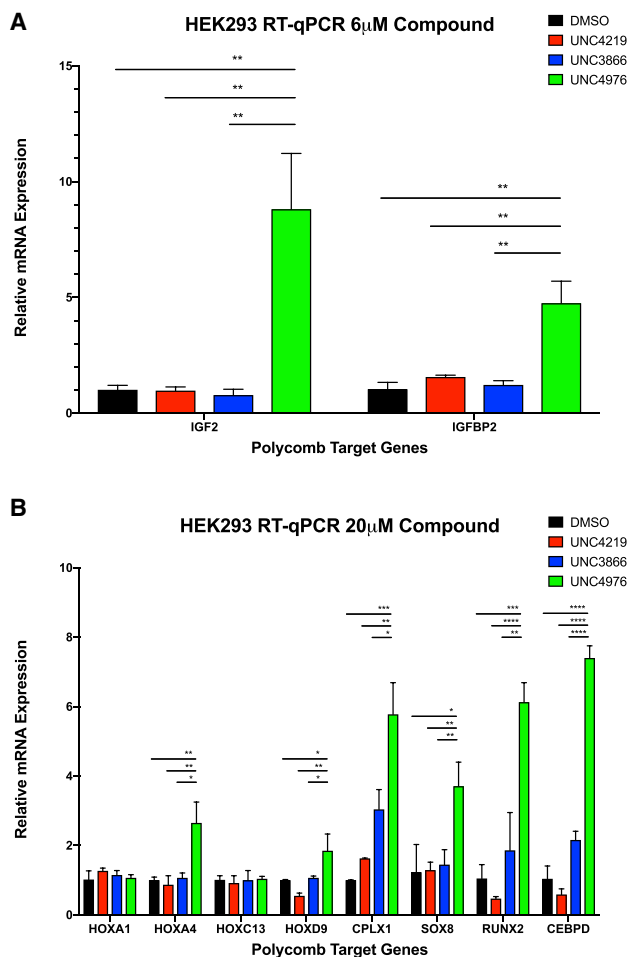 A
HEK293 RT-qPCR 6μM Compound
DMSO
UNC4219
UNC3866
UNC4976
Relative mRNA Expression
15
10
5
0
**
**
**
**
**
**
IGF2
IGFBP2
Polycomb Target Genes
B
HEK293 RT-qPCR 20μM Compound
DMSO
UNC4219
UNC3866
UNC4976
Relative mRNA Expression
10
8
6
4
2
0
**
**
*
*
**
*
***
**
*
*
**
**
***
****
**
****
****
****
HOXA1 HOXA4 HOXC13 HOXD9 CPLX1 SOX8 RUNX2 CEBPD
Polycomb Target Genes